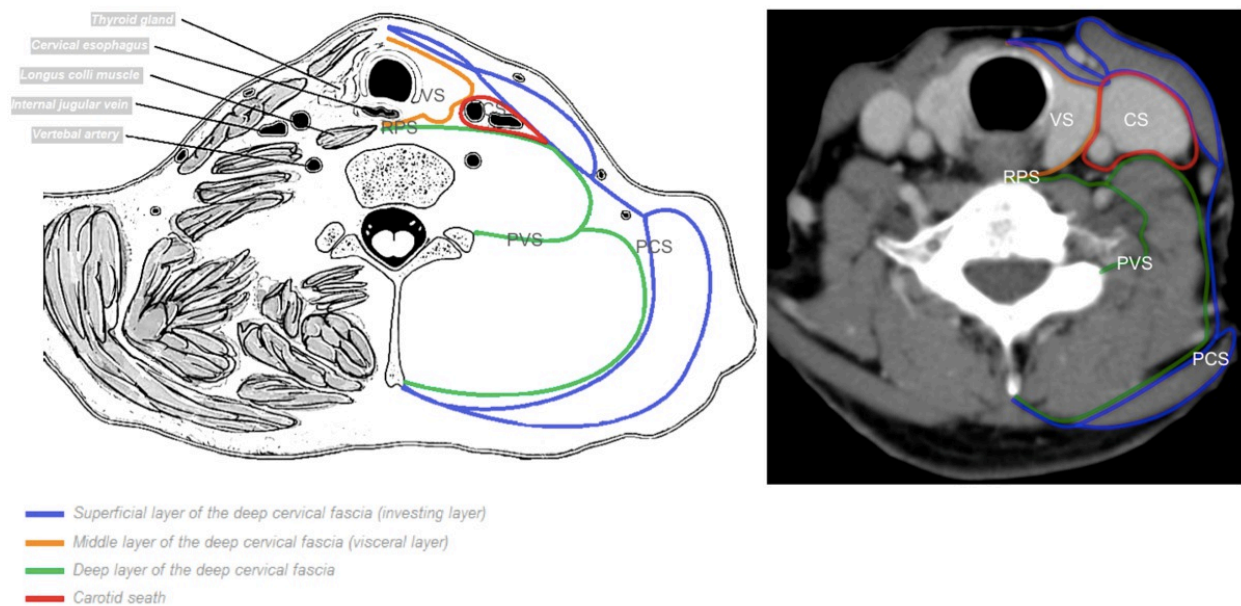 Thyroid gland
Cervical esophagus
Longus colli muscle
Internal jugular vein
Vertebal artery
VS
CS
RPS
PVS
PCS
VS
CS
RPS
PVS
PCS
Superficial layer of the deep cervical fascia (investing layer)
Middle layer of the deep cervical fascia (visceral layer)
Deep layer of the deep cervical fascia
Carotid seath